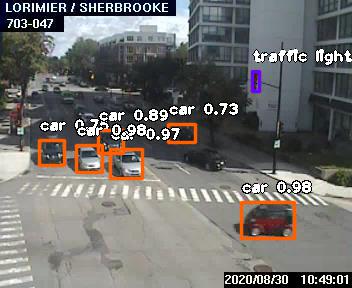 LORIMIER / SHERBROOKE
703-047
traffic light
car 0.89
car 0.73
car 0.98
car 0.97
car 0.98
2020/08/30 10:49:01